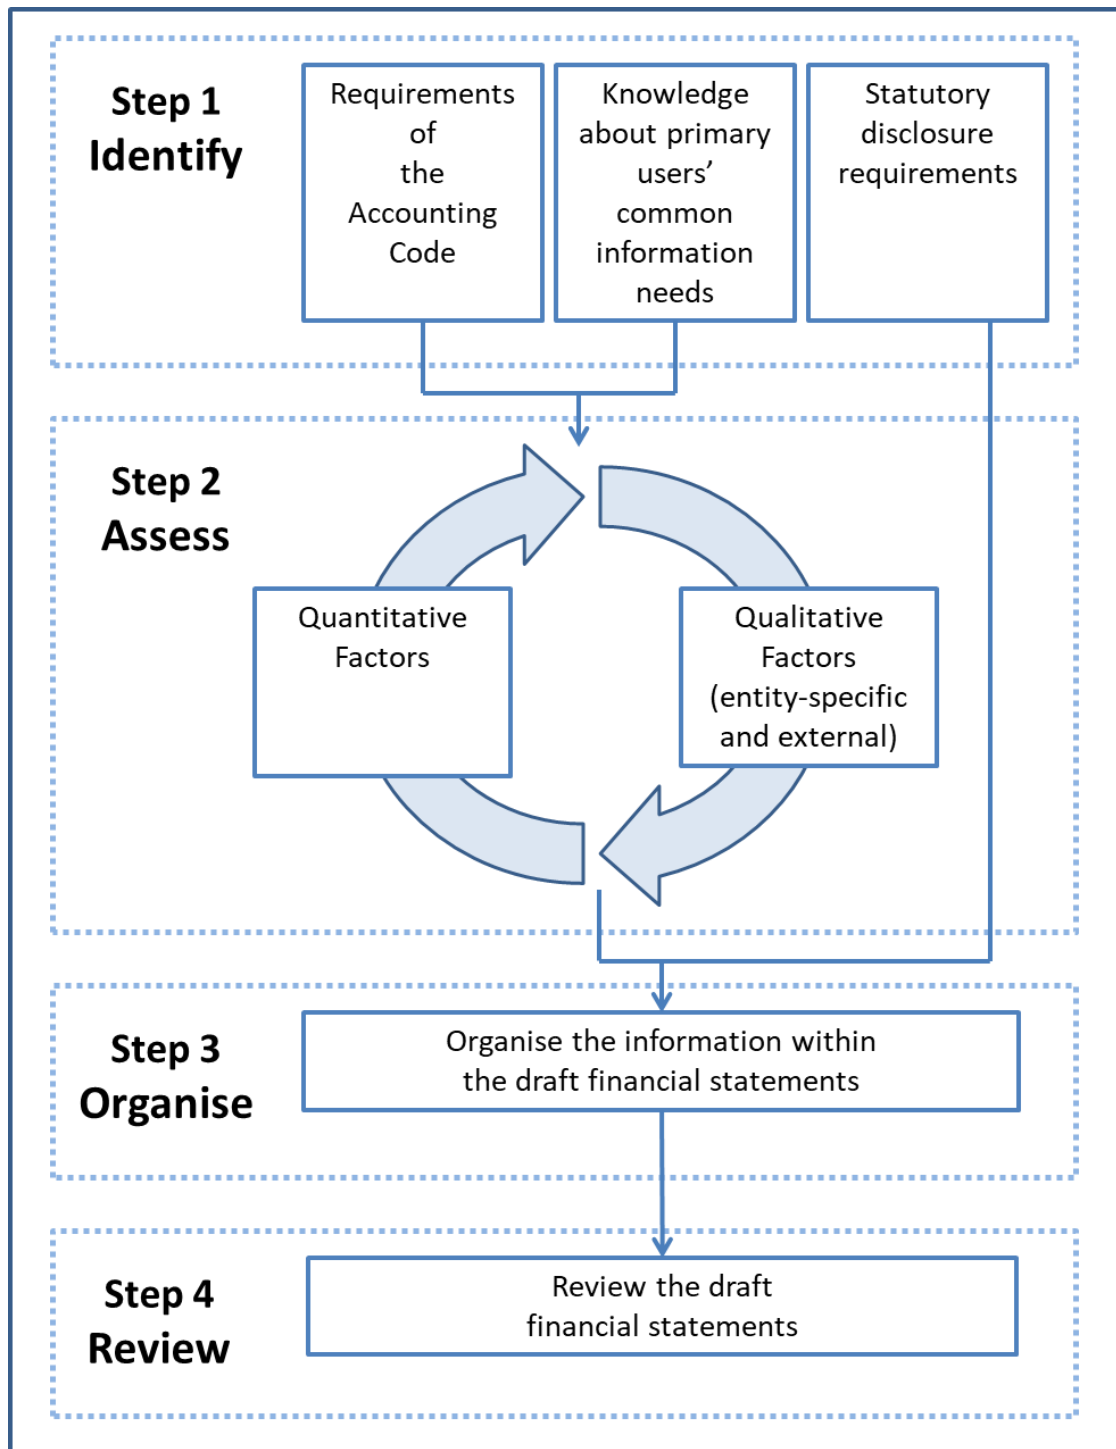 Step 1
Identify
Requirements
of
the
Accounting
Code
Knowledge
about primary
users’
common
information
needs
Statutory
disclosure
requirements
Step 2
Assess
Quantitative
Factors
Qualitative
Factors
(entity-specific
and external)
Step 3
Organise
Organise the information within
the draft financial statements
Step 4
Review
Review the draft
financial statements